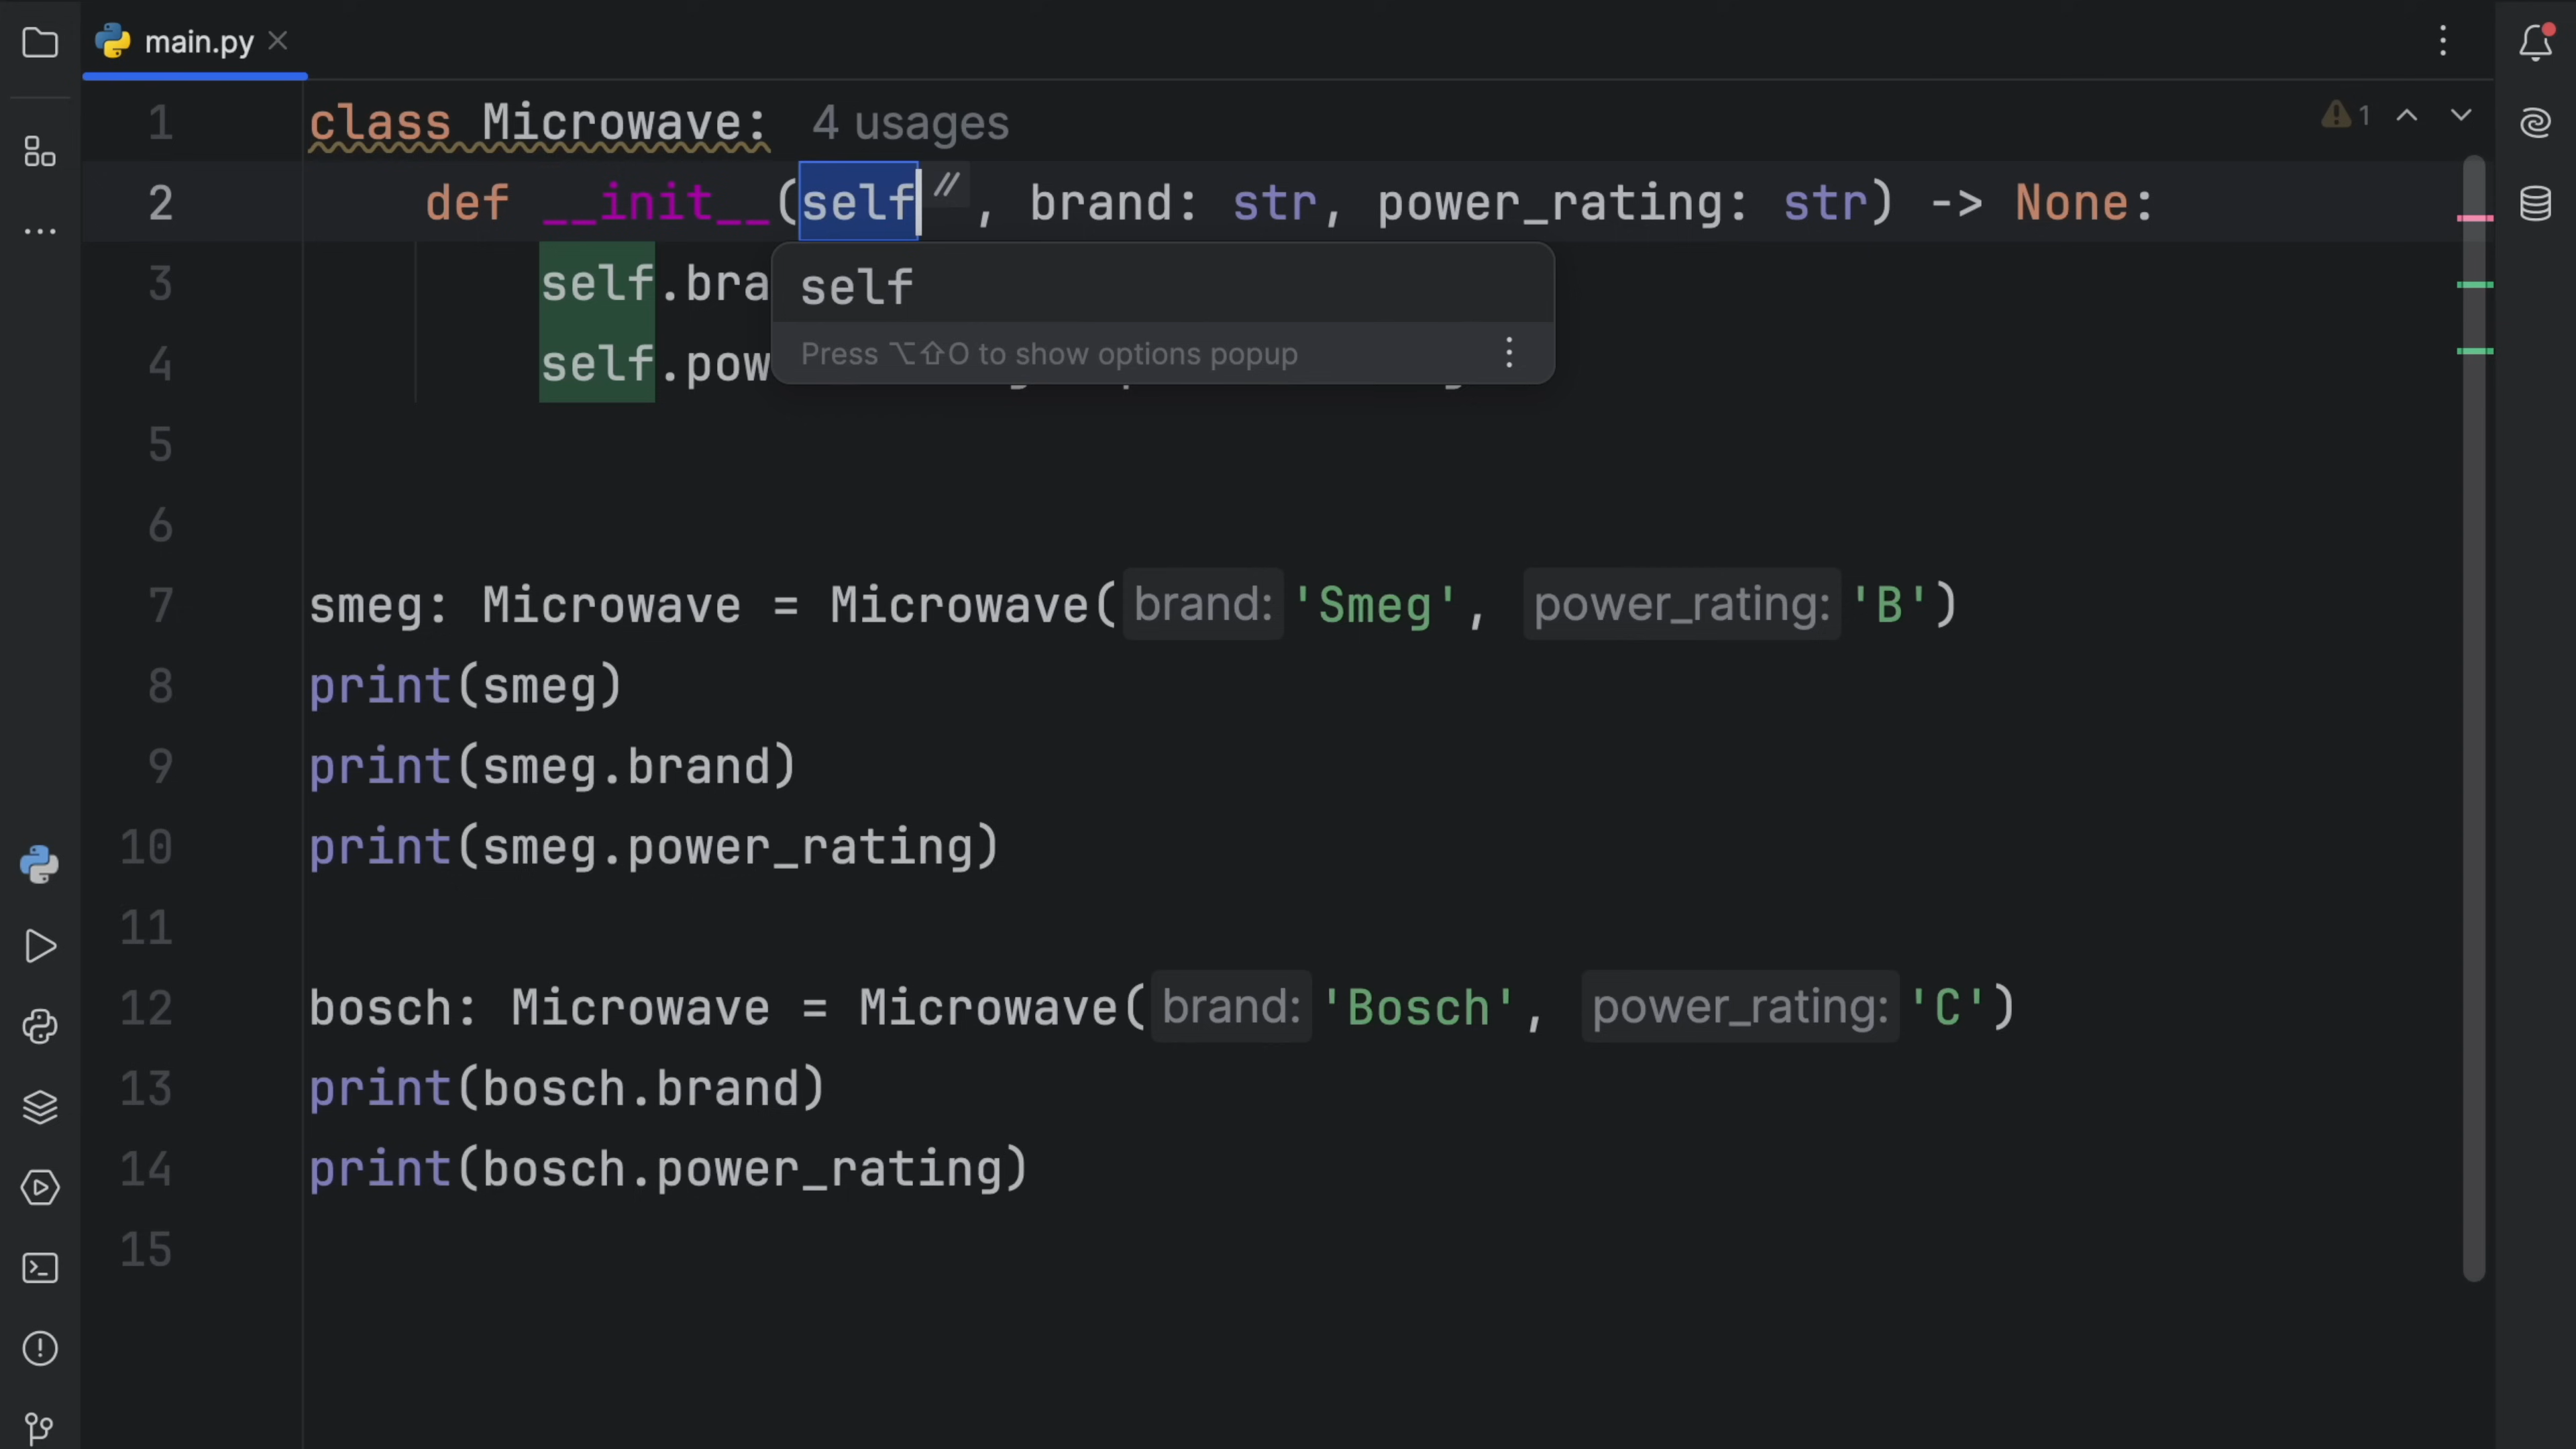 main.py
1 class Microwave: 4 usages
1
2 def __init__(self, brand: str, power_rating: str) -> None:
3 self.bra
self
4 self.pow
Press ⌥⇧O to show options popup
5
6
7 smeg: Microwave = Microwave( brand: 'Smeg', power_rating: 'B')
8 print(smeg)
9 print(smeg.brand)
10 print(smeg.power_rating)
11
12 bosch: Microwave = Microwave( brand: 'Bosch', power_rating: 'C')
13 print(bosch.brand)
14 print(bosch.power_rating)
15